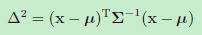 Δ² = (x − μ)ᵀΣ⁻¹(x − μ)